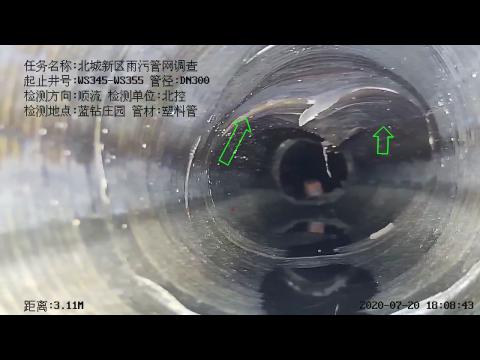 任务名称:北城新区雨污管网调查
起止井号:WS345-WS355 管径:DN300
检测方向:顺流 检测单位:北控
检测地点:蓝钻庄园 管材:塑料管
距离:3.11M
2020-07-20 18:08:43